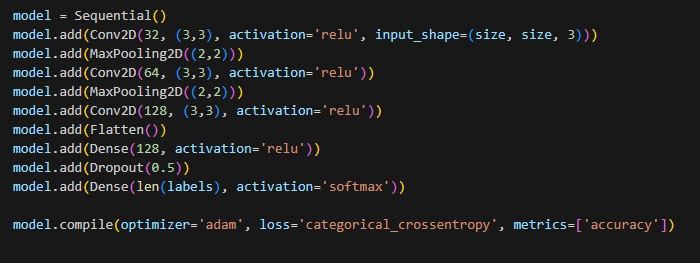 model = Sequential()
model.add(Conv2D(32, (3,3), activation='relu', input_shape=(size, size, 3)))
model.add(MaxPooling2D((2,2)))
model.add(Conv2D(64, (3,3), activation='relu'))
model.add(MaxPooling2D((2,2)))
model.add(Conv2D(128, (3,3), activation='relu'))
model.add(Flatten())
model.add(Dense(128, activation='relu'))
model.add(Dropout(0.5))
model.add(Dense(len(labels), activation='softmax'))
model.compile(optimizer='adam', loss='categorical_crossentropy', metrics=['accuracy'])